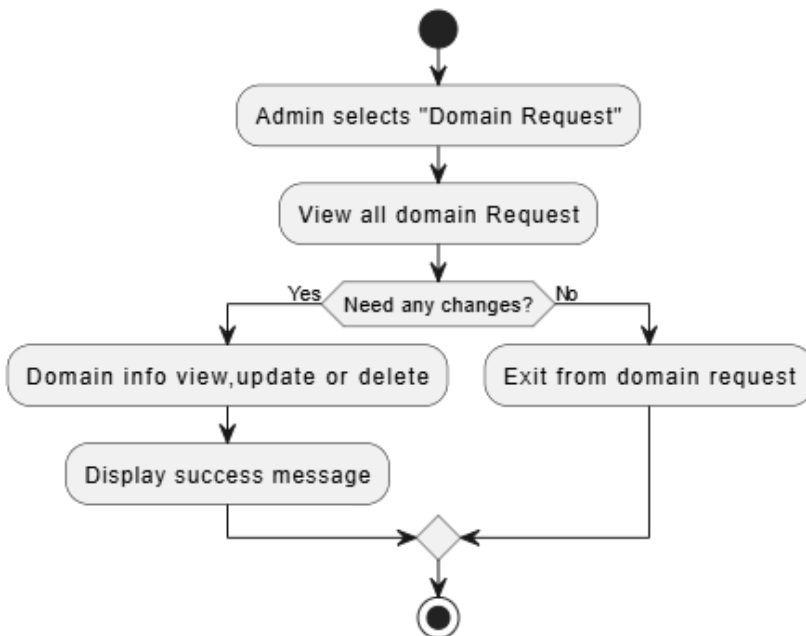 Admin selects "Domain Request"
View all domain Request
Yes
Need any changes?
No
Domain info view,update or delete
Exit from domain request
Display success message